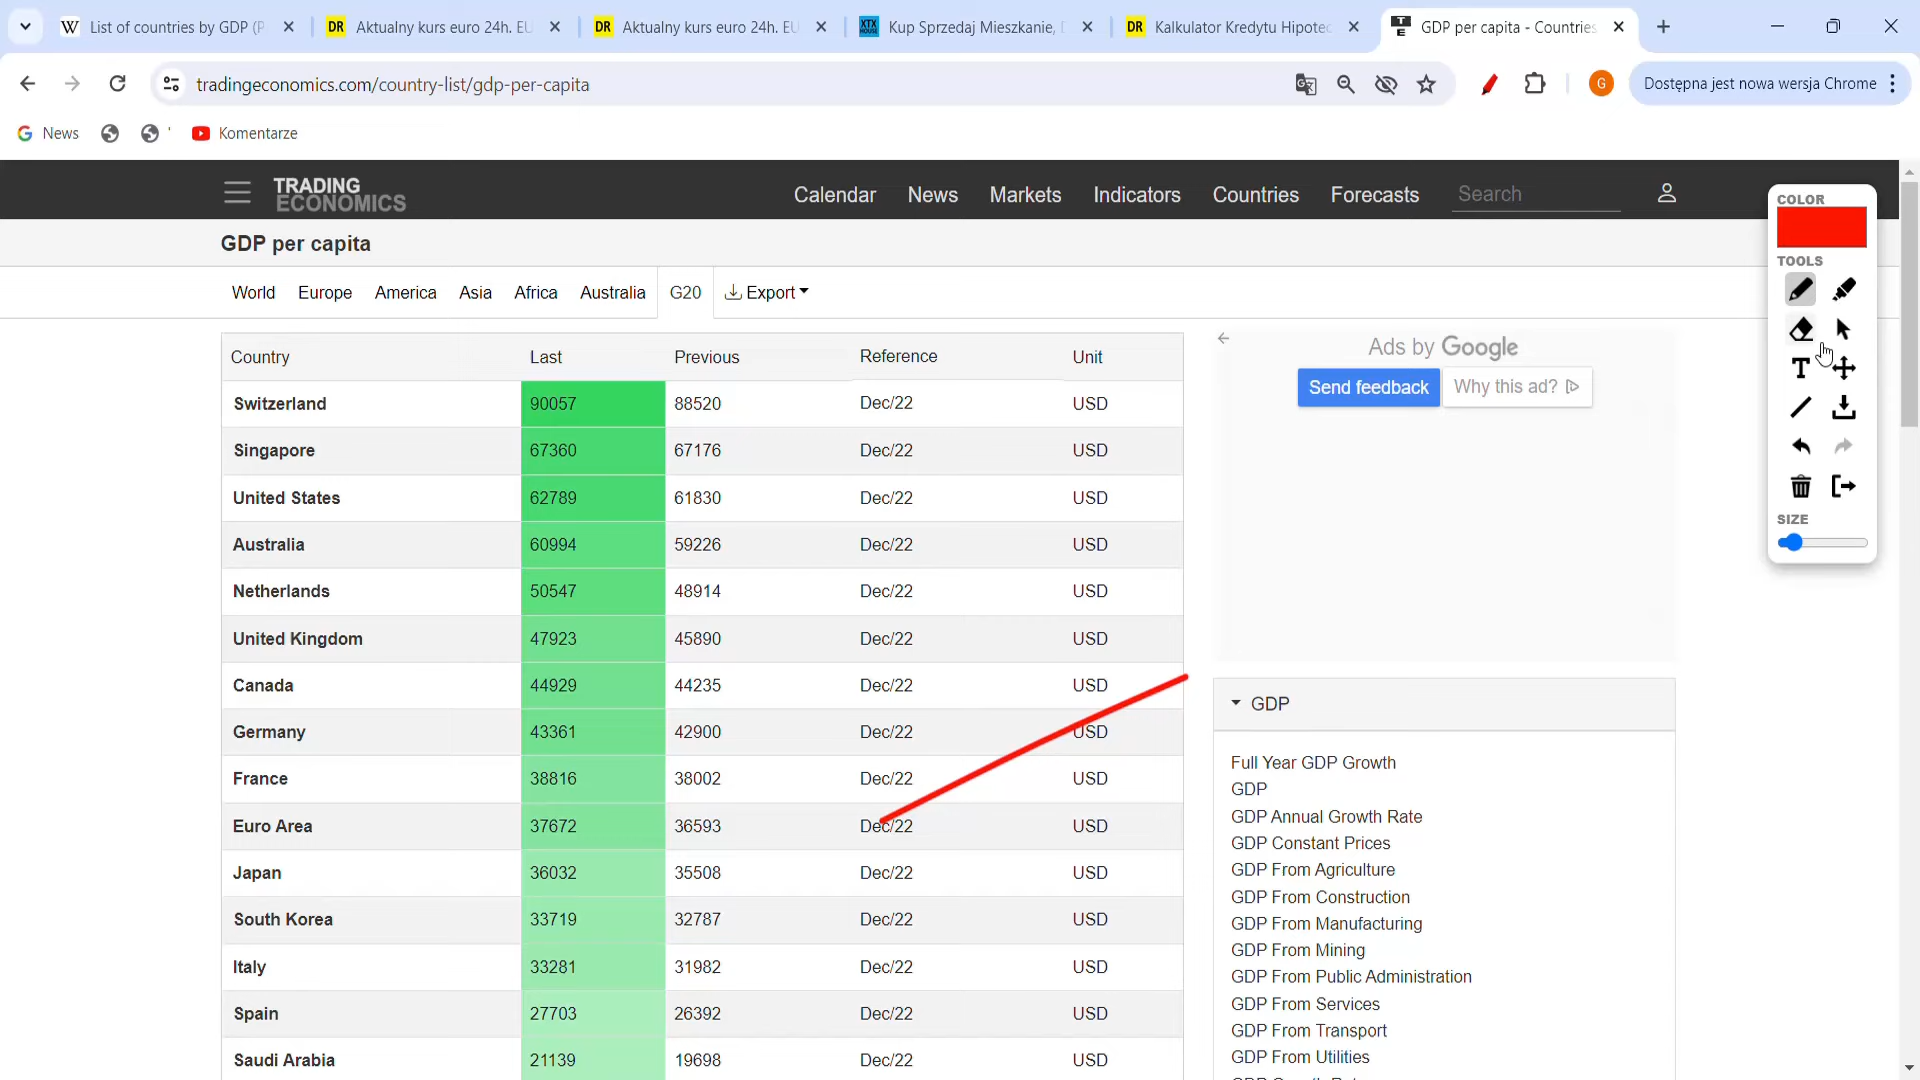 List of countries by GDP (P
Aktualny kurs euro 24h. EU
Aktualny kurs euro 24h. EU
Kup Sprzedaj Mieszkanie, D
Kalkulator Kredytu Hipotec
GDP per capita - Countries
tradingeconomics.com/country-list/gdp-per-capita
G
Dostępna jest nowa wersja Chrome
News
'
Komentarze
TRADING
ECONOMICS
Calendar News Markets Indicators Countries Forecasts Search
COLOR
TOOLS
SIZE
GDP per capita
World Europe America Asia Africa Australia G20 Export
Country Last Previous Reference Unit
Switzerland 90057 88520 Dec/22 USD
Singapore 67360 67176 Dec/22 USD
United States 62789 61830 Dec/22 USD
Australia 60994 59226 Dec/22 USD
Netherlands 50547 48914 Dec/22 USD
United Kingdom 47923 45890 Dec/22 USD
Canada 44929 44235 Dec/22 USD
Germany 43361 42900 Dec/22 USD
France 38816 38002 Dec/22 USD
Euro Area 37672 36593 Dec/22 USD
Japan 36032 35508 Dec/22 USD
South Korea 33719 32787 Dec/22 USD
Italy 33281 31982 Dec/22 USD
Spain 27703 26392 Dec/22 USD
Saudi Arabia 21139 19698 Dec/22 USD
Ads by Google
Send feedback Why this ad?
GDP
Full Year GDP Growth
GDP
GDP Annual Growth Rate
GDP Constant Prices
GDP From Agriculture
GDP From Construction
GDP From Manufacturing
GDP From Mining
GDP From Public Administration
GDP From Services
GDP From Transport
GDP From Utilities